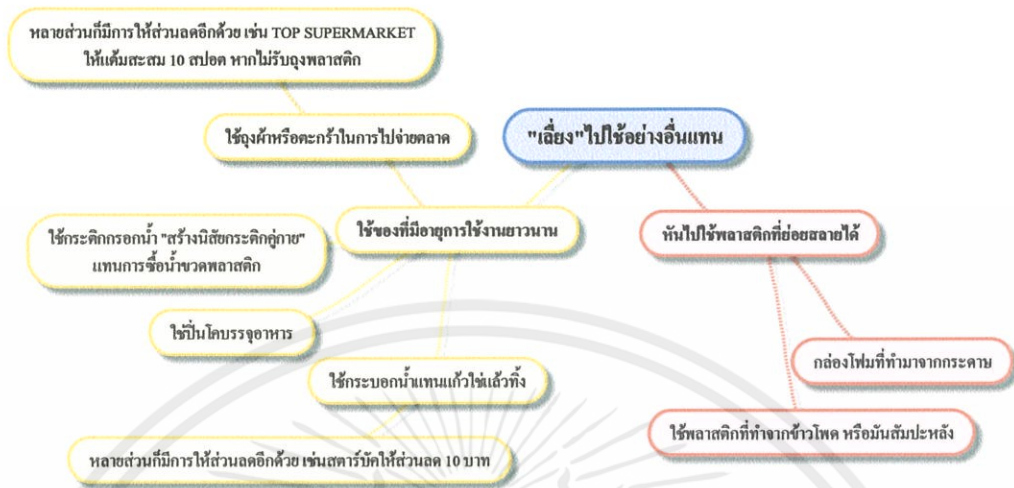 หลายส่วนก็มีการให้ส่วนลดอีกด้วย เช่น TOP SUPERMARKET
ให้แต้มสะสม 10 สปอต หากไม่รับถุงพลาสติก
ใช้ถุงผ้าหรือตะกร้าในการไปจ่ายตลาด
"เลี่ยง"ไปใช้อย่างอื่นแทน
ใช้ของที่มีอายุการใช้งานยาวนาน
หันไปใช้พลาสติกที่ย่อยสลายได้
ใช้กระติกกรอกน้ำ "สร้างนิสัยกระติกคู่กาย"
แทนการซื้อน้ำขวดพลาสติก
ใช้ปิ่นโตบรรจุอาหาร
กล่องโฟมที่ทำมาจากกระดาษ
ใช้กระบอกน้ำแทนแก้วใช่แล้วทิ้ง
ใช้พลาสติกที่ทำจากข้าวโพด หรือมันสัมปะหลัง
หลายส่วนก็มีการให้ส่วนลดอีกด้วย เช่นสตาร์บัคให้ส่วนลด 10 บาท